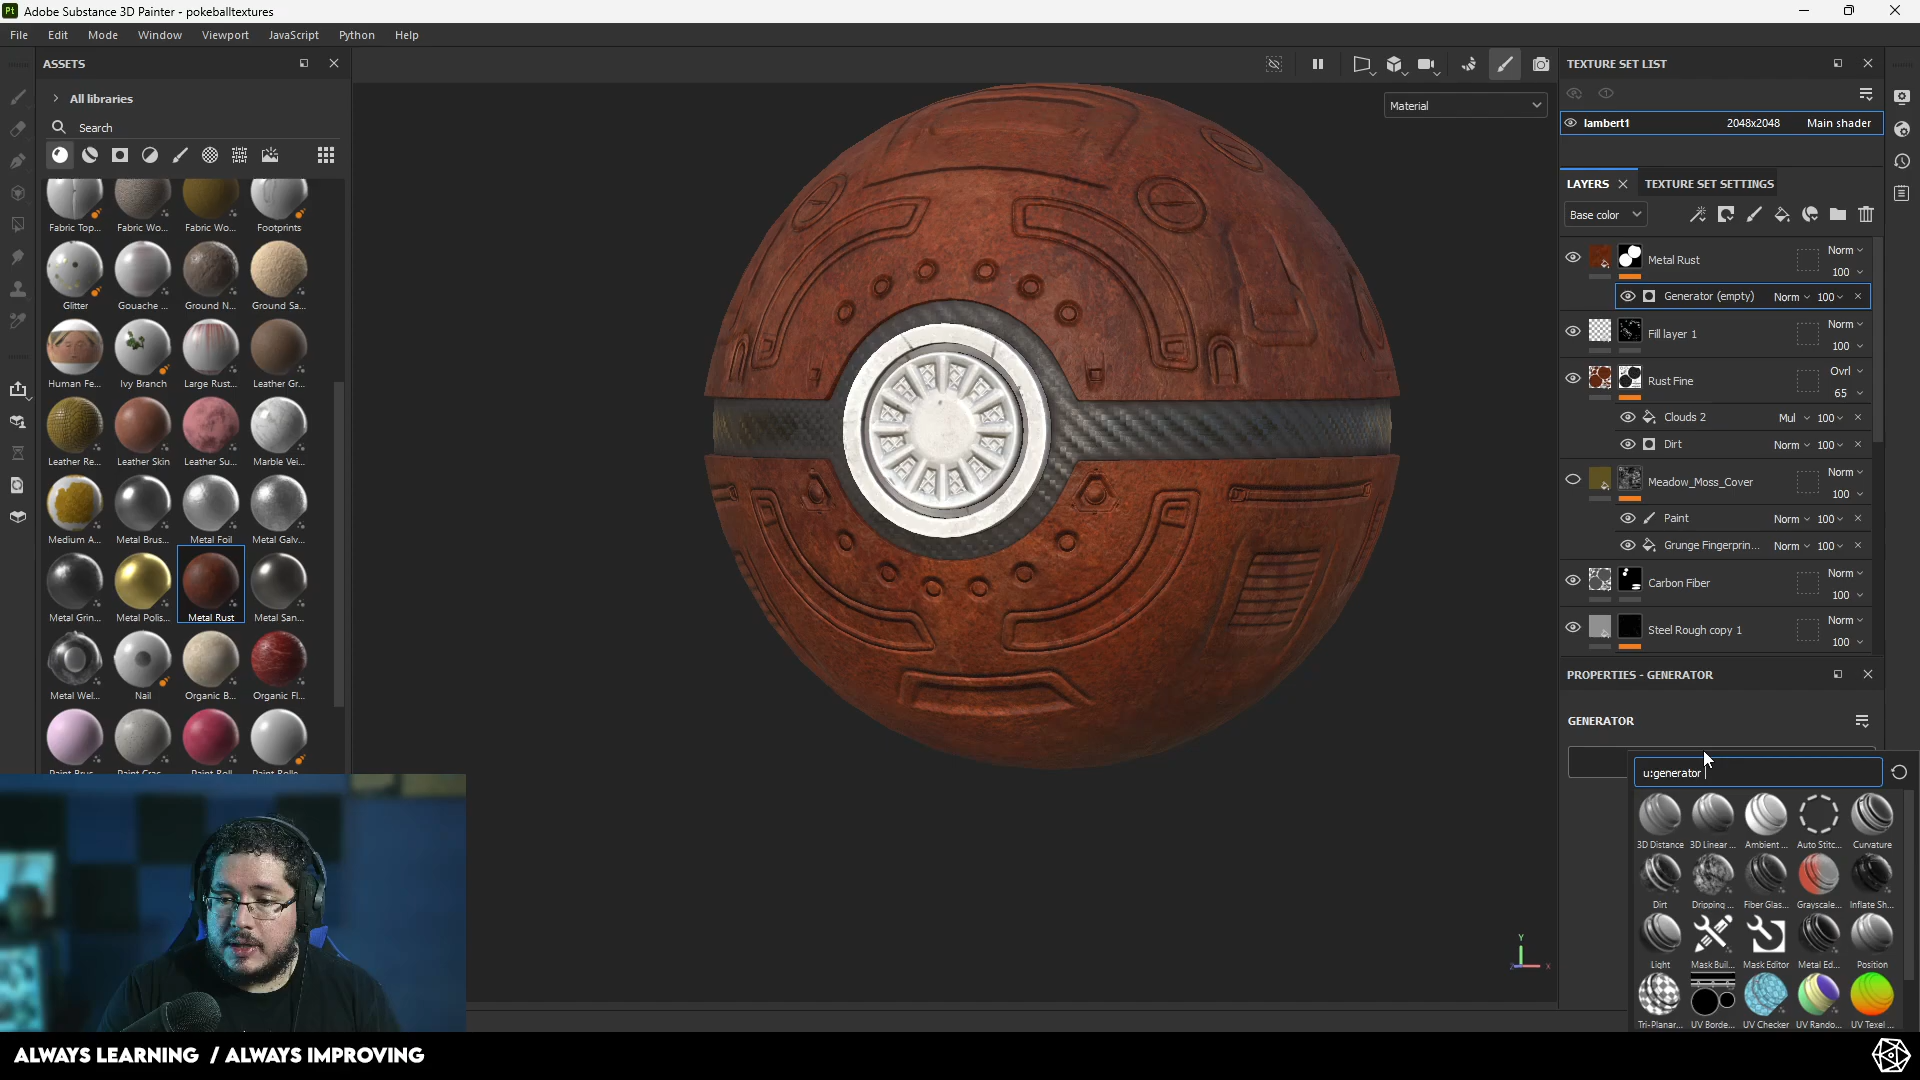 Pt Adobe Substance 3D Painter - pokeballtextures
File Edit Mode Window Viewport JavaScript Python Help
ASSETS
All libraries
Search
Fabric Top... Fabric Wo... Fabric Wo... Footprints
Glitter Gouache ... Ground N... Ground Sa...
Human Fe... Ivy Branch Large Rust... Leather Gr...
Leather Re... Leather Skin Leather Su... Marble Vei...
Medium A... Metal Brus... Metal Foil Metal Galv...
Metal Grin... Metal Polis... Metal Rust Metal San...
Metal Wel... Nail Organic B... Organic Fl...
Material
Y
X
TEXTURE SET LIST
lambert1 2048x2048 Main shader
LAYERS TEXTURE SET SETTINGS
Base color
Metal Rust Norm 100
Generator (empty) Norm 100
Fill layer 1 Norm 100
Rust Fine Ovrl 65
Clouds 2 Mul 100
Dirt Norm 100
Meadow_Moss_Cover Norm 100
Paint Norm 100
Grunge Fingerprin... Norm 100
Carbon Fiber Norm 100
Steel Rough copy 1 Norm 100
PROPERTIES - GENERATOR
GENERATOR
u:generator
3D Distance 3D Linear ... Ambient ... Auto Stitc... Curvature
Dirt Dripping ... Fiber Glas... Grayscale... Inflate Sh...
Light Mask Buil... Mask Editor Metal Ed... Position
Tri-Planar... UV Borde... UV Checker UV Rando... UV Texel ...
ALWAYS LEARNING / ALWAYS IMPROVING